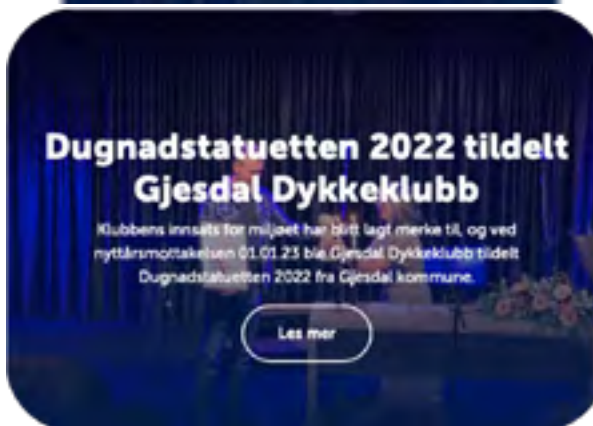 Dugnadstatuetten 2022 tildelt
Gjesdal Dykkeklubb
Klubbens innsats for miljøet har blitt lagt merke til, og ved
nyttårsmottakelsen 01.01.23 ble Gjesdal Dykkeklubb tildelt
Dugnadstatuetten 2022 fra Gjesdal kommune.
Les mer